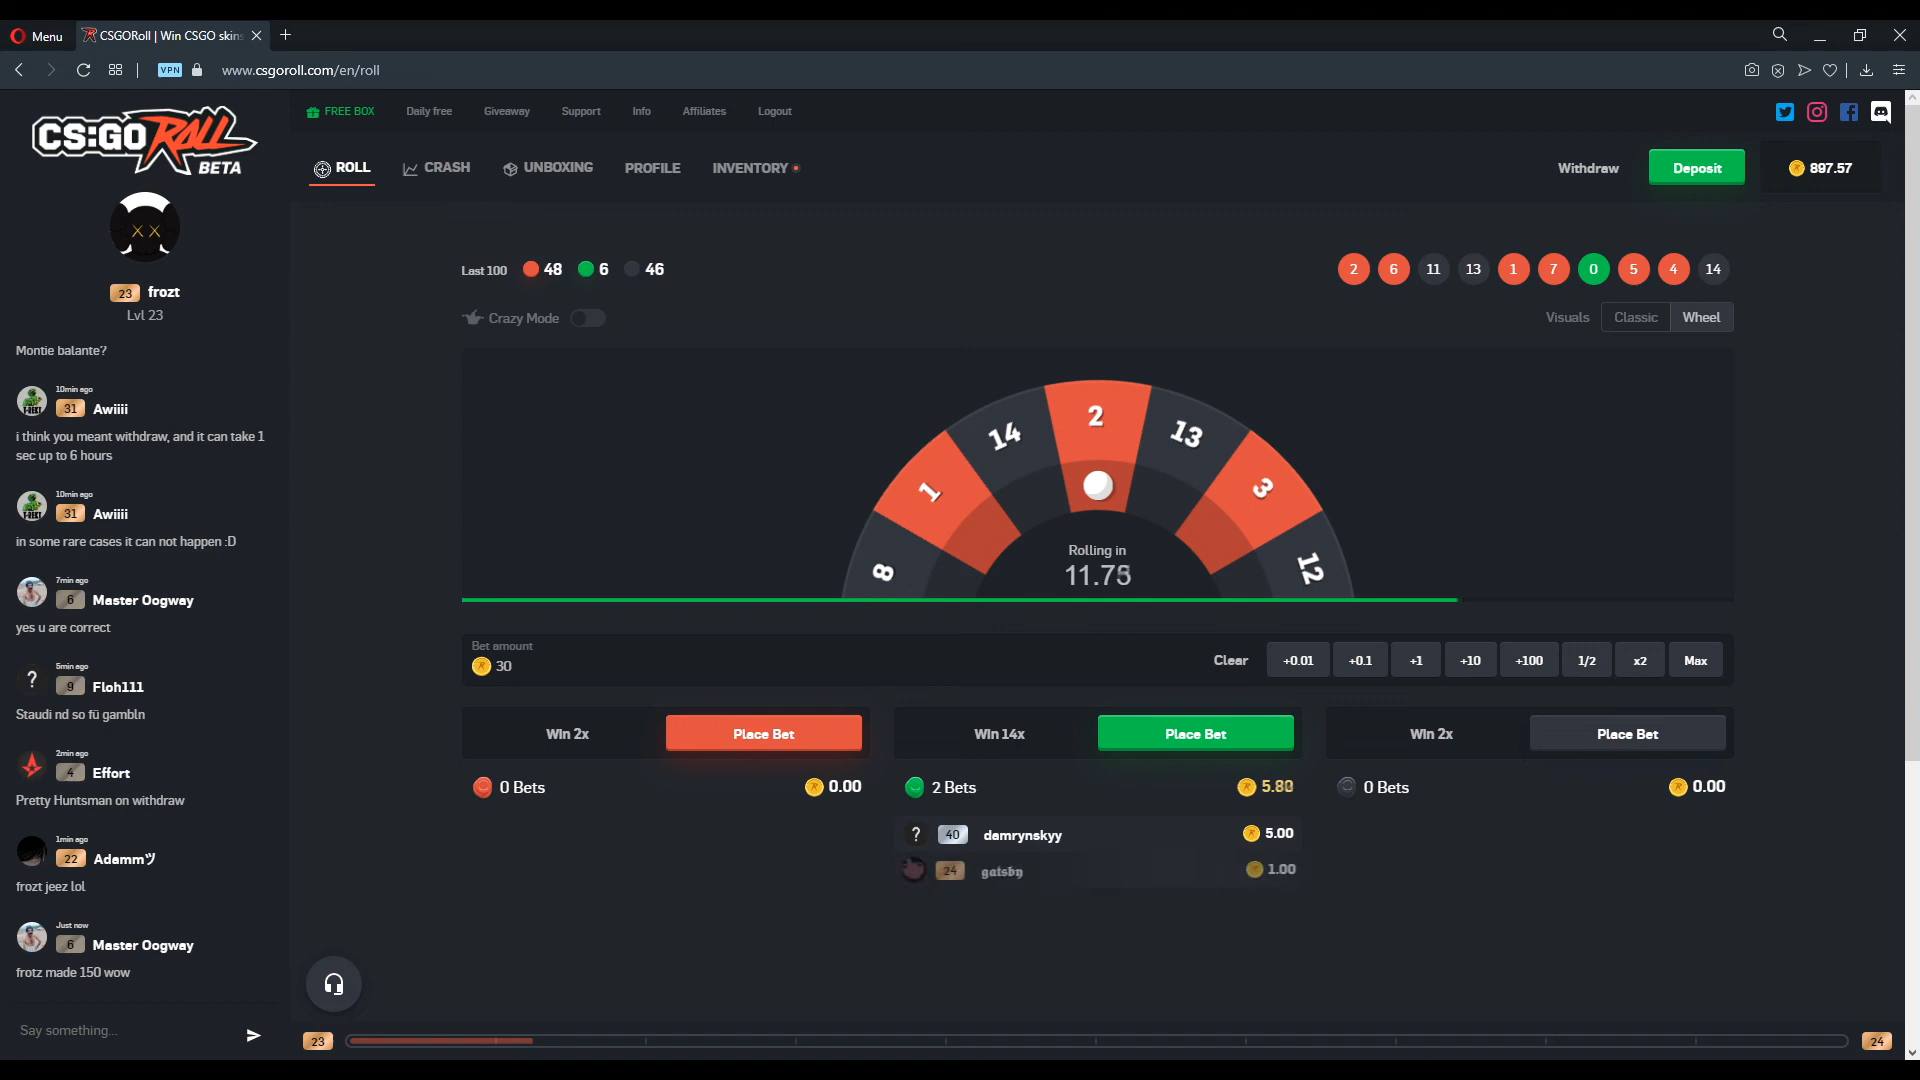 Menu
CSGORoll | Win CSGO skins
VPN
www.csgoroll.com/en/roll
CS:GO ROLL
BETA
FREE BOX
Daily free
Giveaway
Support
Info
Affiliates
Logout
ROLL
CRASH
UNBOXING
PROFILE
INVENTORY
Withdraw
Deposit
897.57
23 frozt
Lvl 23
Montie balante?
10min ago
31 Awiiii
i think you meant withdraw, and it can take 1
sec up to 6 hours
10min ago
31 Awiiii
in some rare cases it can not happen :D
7min ago
6 Master Oogway
yes u are correct
5min ago
? 9 Floh111
Staudi nd so fü gambln
2min ago
4 Effort
Pretty Huntsman on withdraw
1min ago
22 Adammツ
frozt jeez lol
Just now
6 Master Oogway
frotz made 150 wow
Say something...
Last 100 48 6 46
2 6 11 13 1 7 0 5 4 14
Crazy Mode
Visuals Classic Wheel
8 1 14 2 13 3 12
Rolling in
11.75
Bet amount
30
Clear +0.01 +0.1 +1 +10 +100 1/2 x2 Max
Win 2x Place Bet
0 Bets 0.00
Win 14x Place Bet
2 Bets 5.80
? 40 damrynskyy 5.00
24 gatsby 1.00
Win 2x Place Bet
0 Bets 0.00
23 24